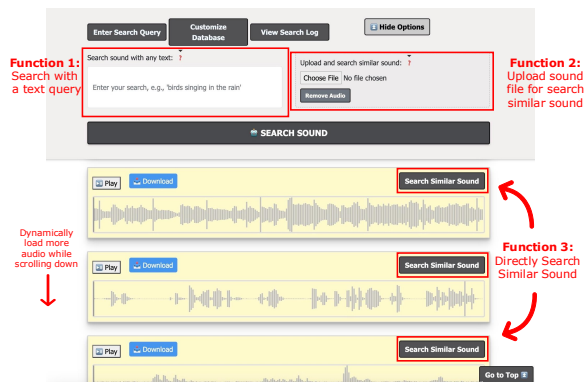 Enter Search Query
Customize
Database
View Search Log
Hide Options
Function 1:
Search with
a text query
Search sound with any text: ?
Enter your search, e.g., 'birds singing in the rain'
Upload and search similar sound: ?
Choose File No file chosen
Remove Audio
Function 2:
Upload sound
file for search
similar sound
SEARCH SOUND
Play
Download
Search Similar Sound
Dynamically
load more
audio while
scrolling down
Play
Download
Search Similar Sound
Function 3:
Directly Search
Similar Sound
Play
Download
Search Similar Sound
Go to Top